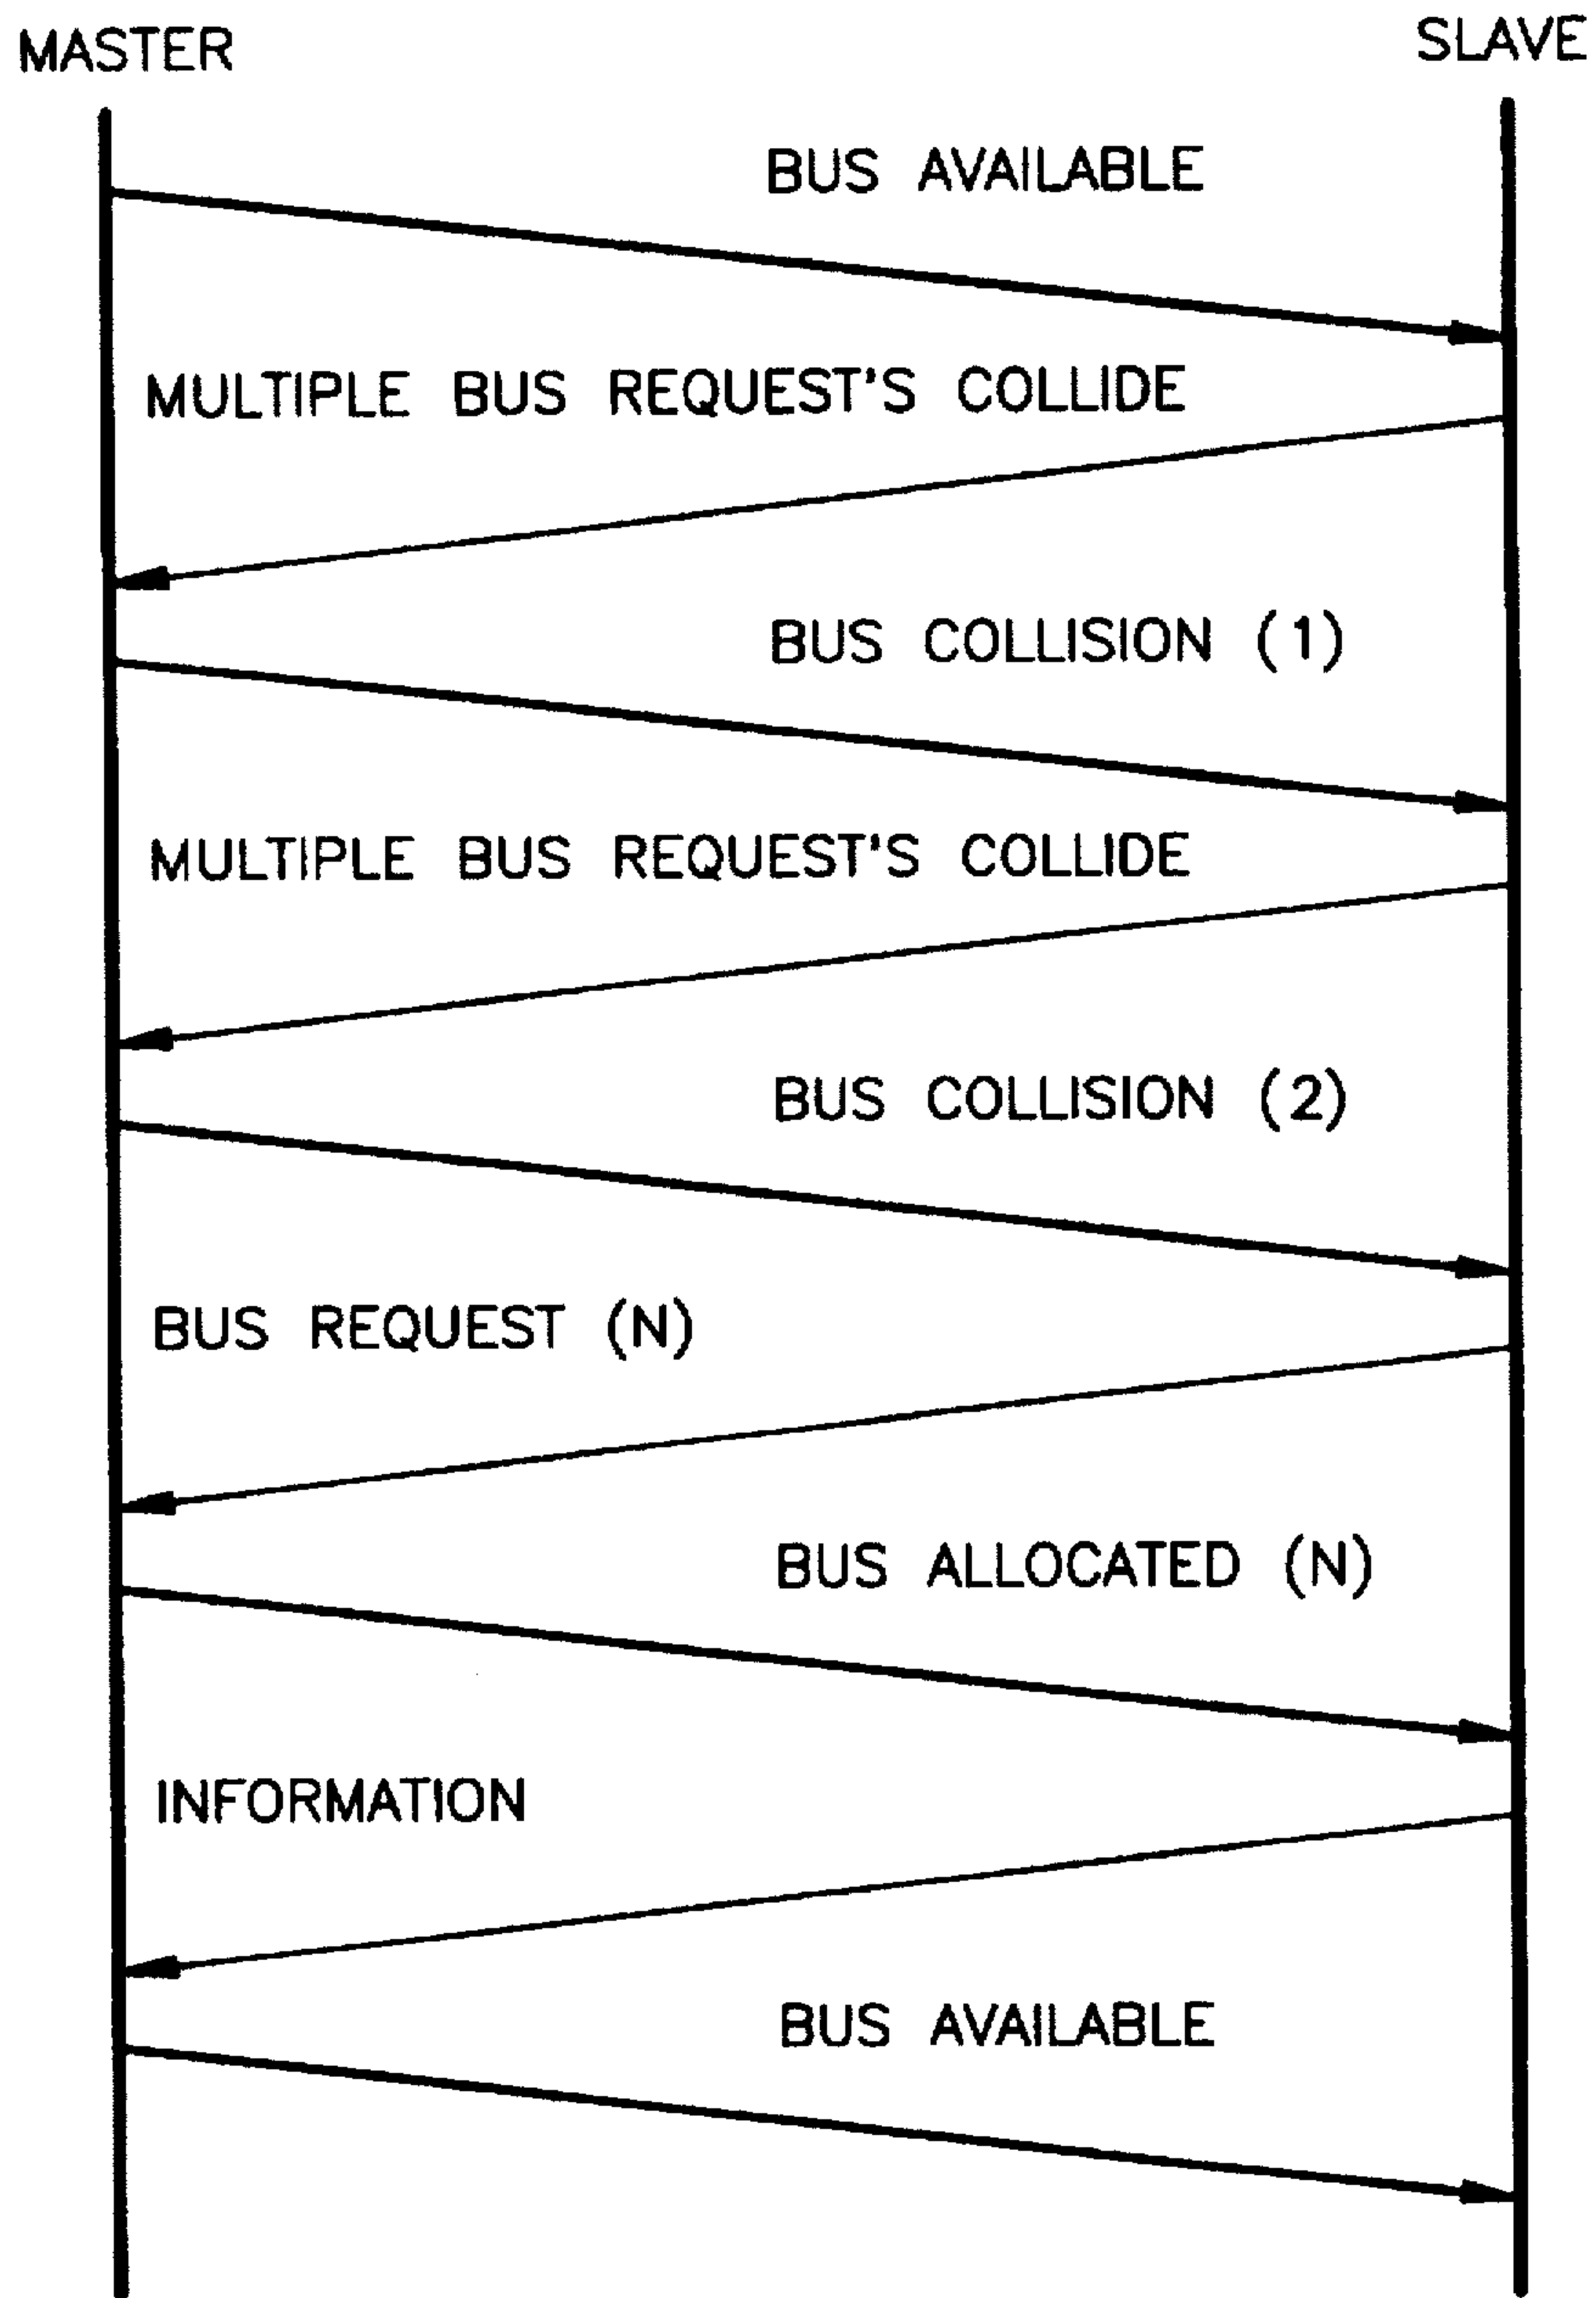 MASTER
SLAVE
BUS AVAILABLE
MULTIPLE BUS REQUEST'S COLLIDE
BUS COLLISION (1)
MULTIPLE BUS REQUEST'S COLLIDE
BUS COLLISION (2)
BUS REQUEST (N)
BUS ALLOCATED (N)
INFORMATION
BUS AVAILABLE